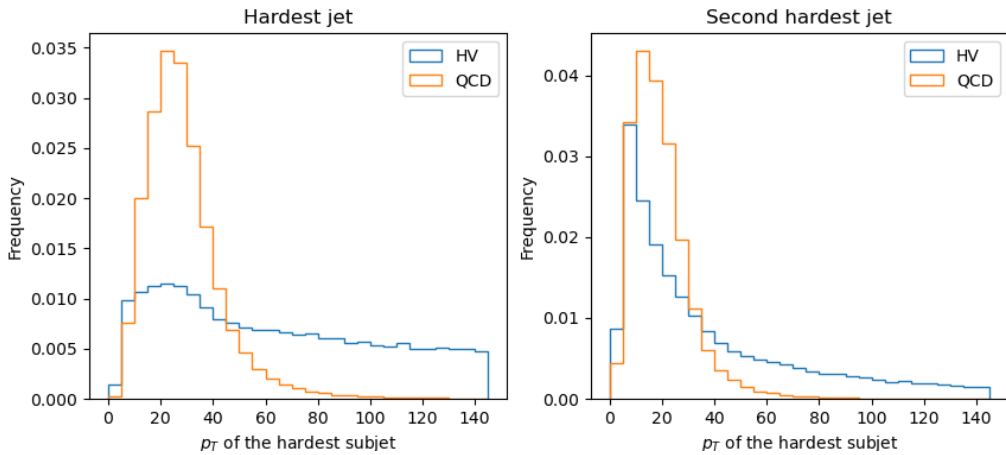 Hardest jet
HV
QCD
Frequency
0.035
0.030
0.025
0.020
0.015
0.010
0.005
0.000
0 20 40 60 80 100 120 140
p_T of the hardest subjet
Second hardest jet
HV
QCD
Frequency
0.04
0.03
0.02
0.01
0.00
0 20 40 60 80 100 120 140
p_T of the hardest subjet